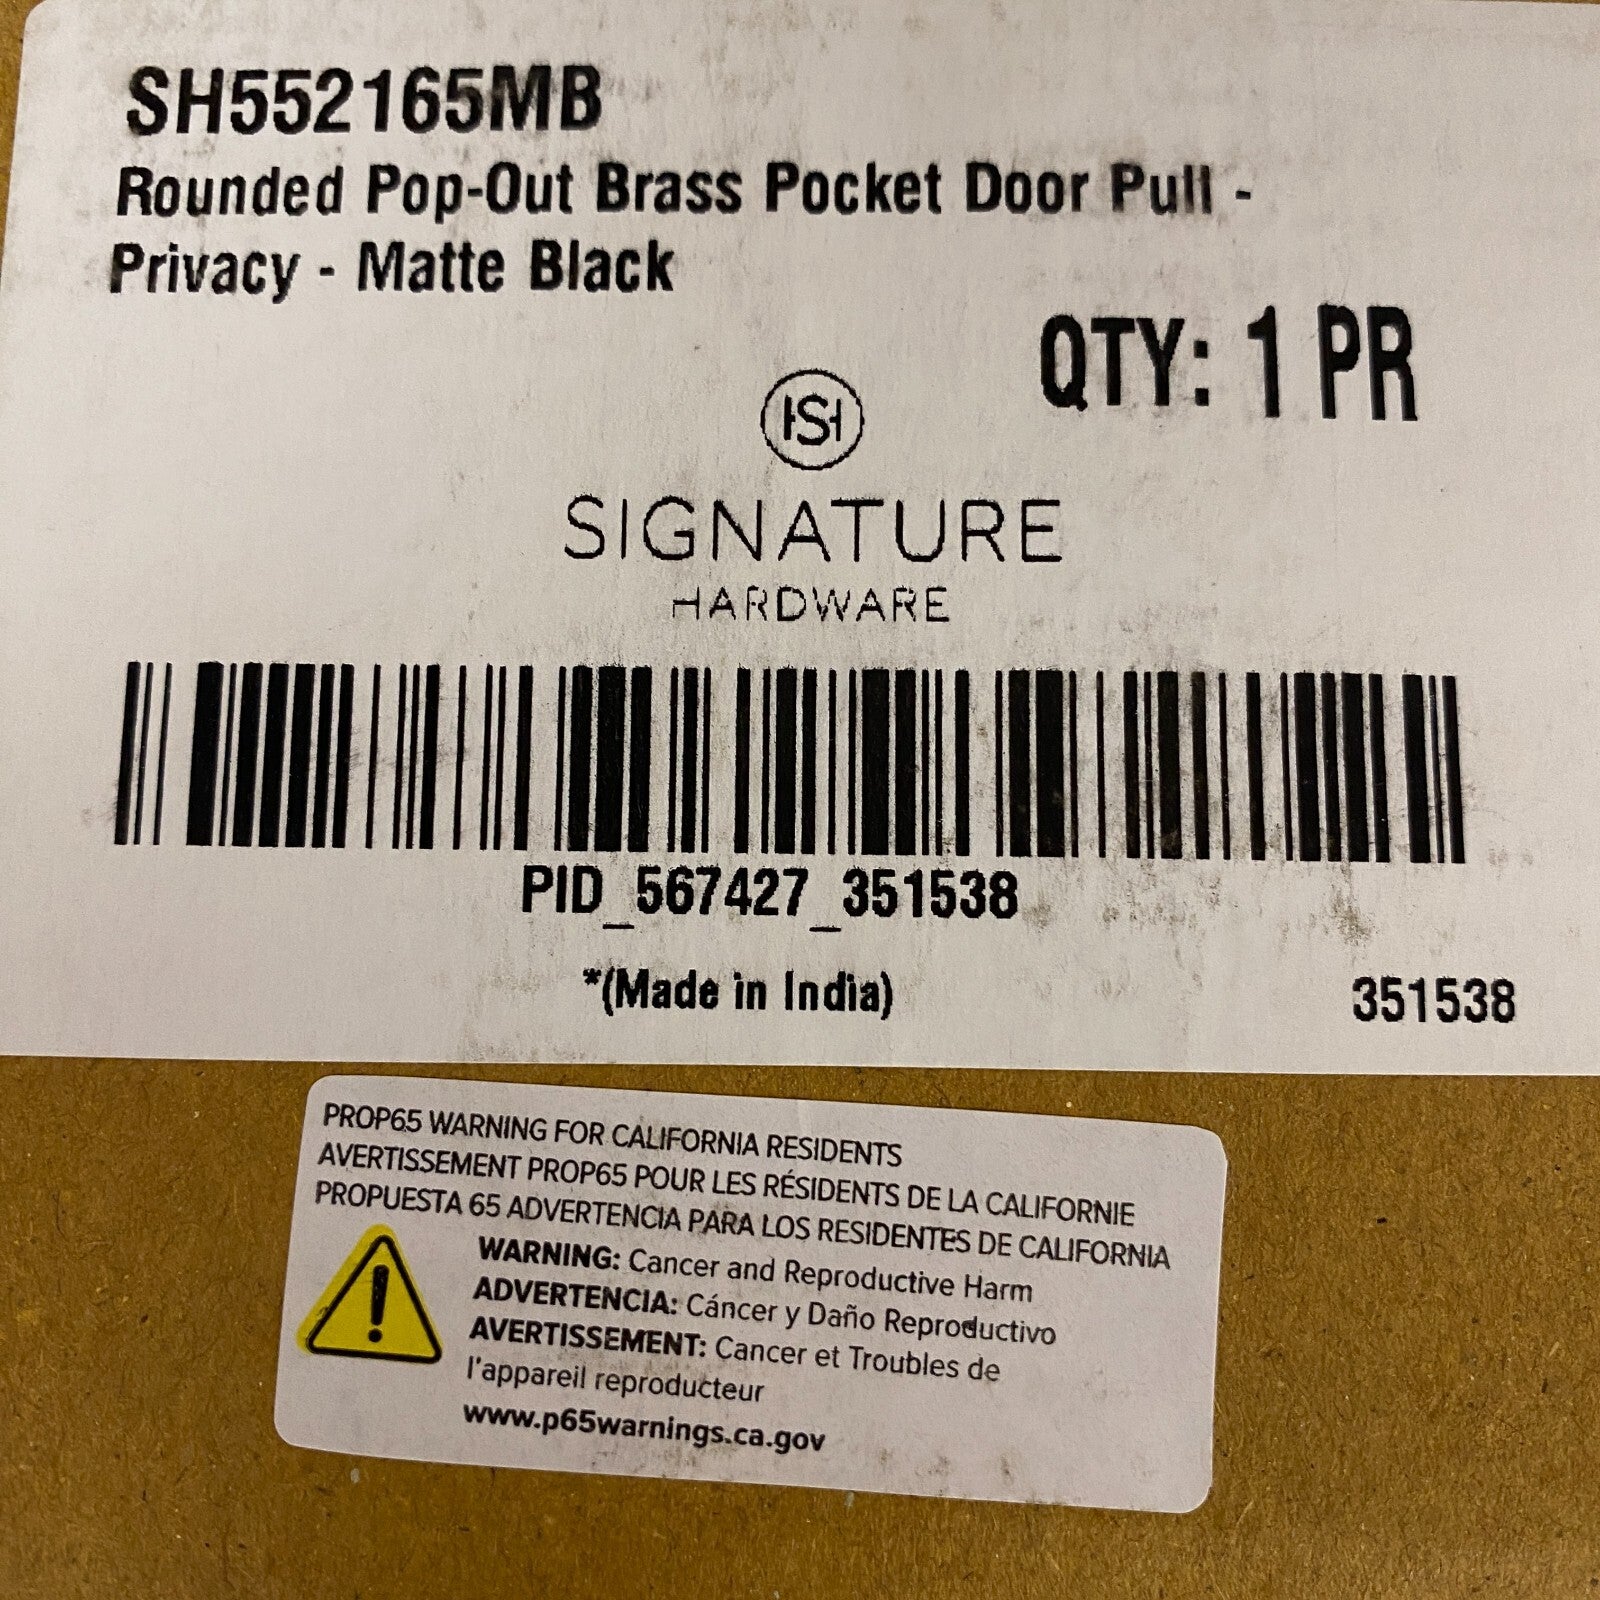 SH552165MB
Rounded Pop-Out Brass Pocket Door Pull -
Privacy - Matte Black
QTY: 1 PR
HSH
SIGNATURE
HARDWARE
PID_567427_351538
*(Made in India)
351538
PROP65 WARNING FOR CALIFORNIA RESIDENTS
AVERTISSEMENT PROP65 POUR LES RÉSIDENTS DE LA CALIFORNIE
PROPUESTA 65 ADVERTENCIA PARA LOS RESIDENTES DE CALIFORNIA
WARNING: Cancer and Reproductive Harm
ADVERTENCIA: Cáncer y Daño Reproductivo
AVERTISSEMENT: Cancer et Troubles de
l'appareil reproducteur
www.p65warnings.ca.gov